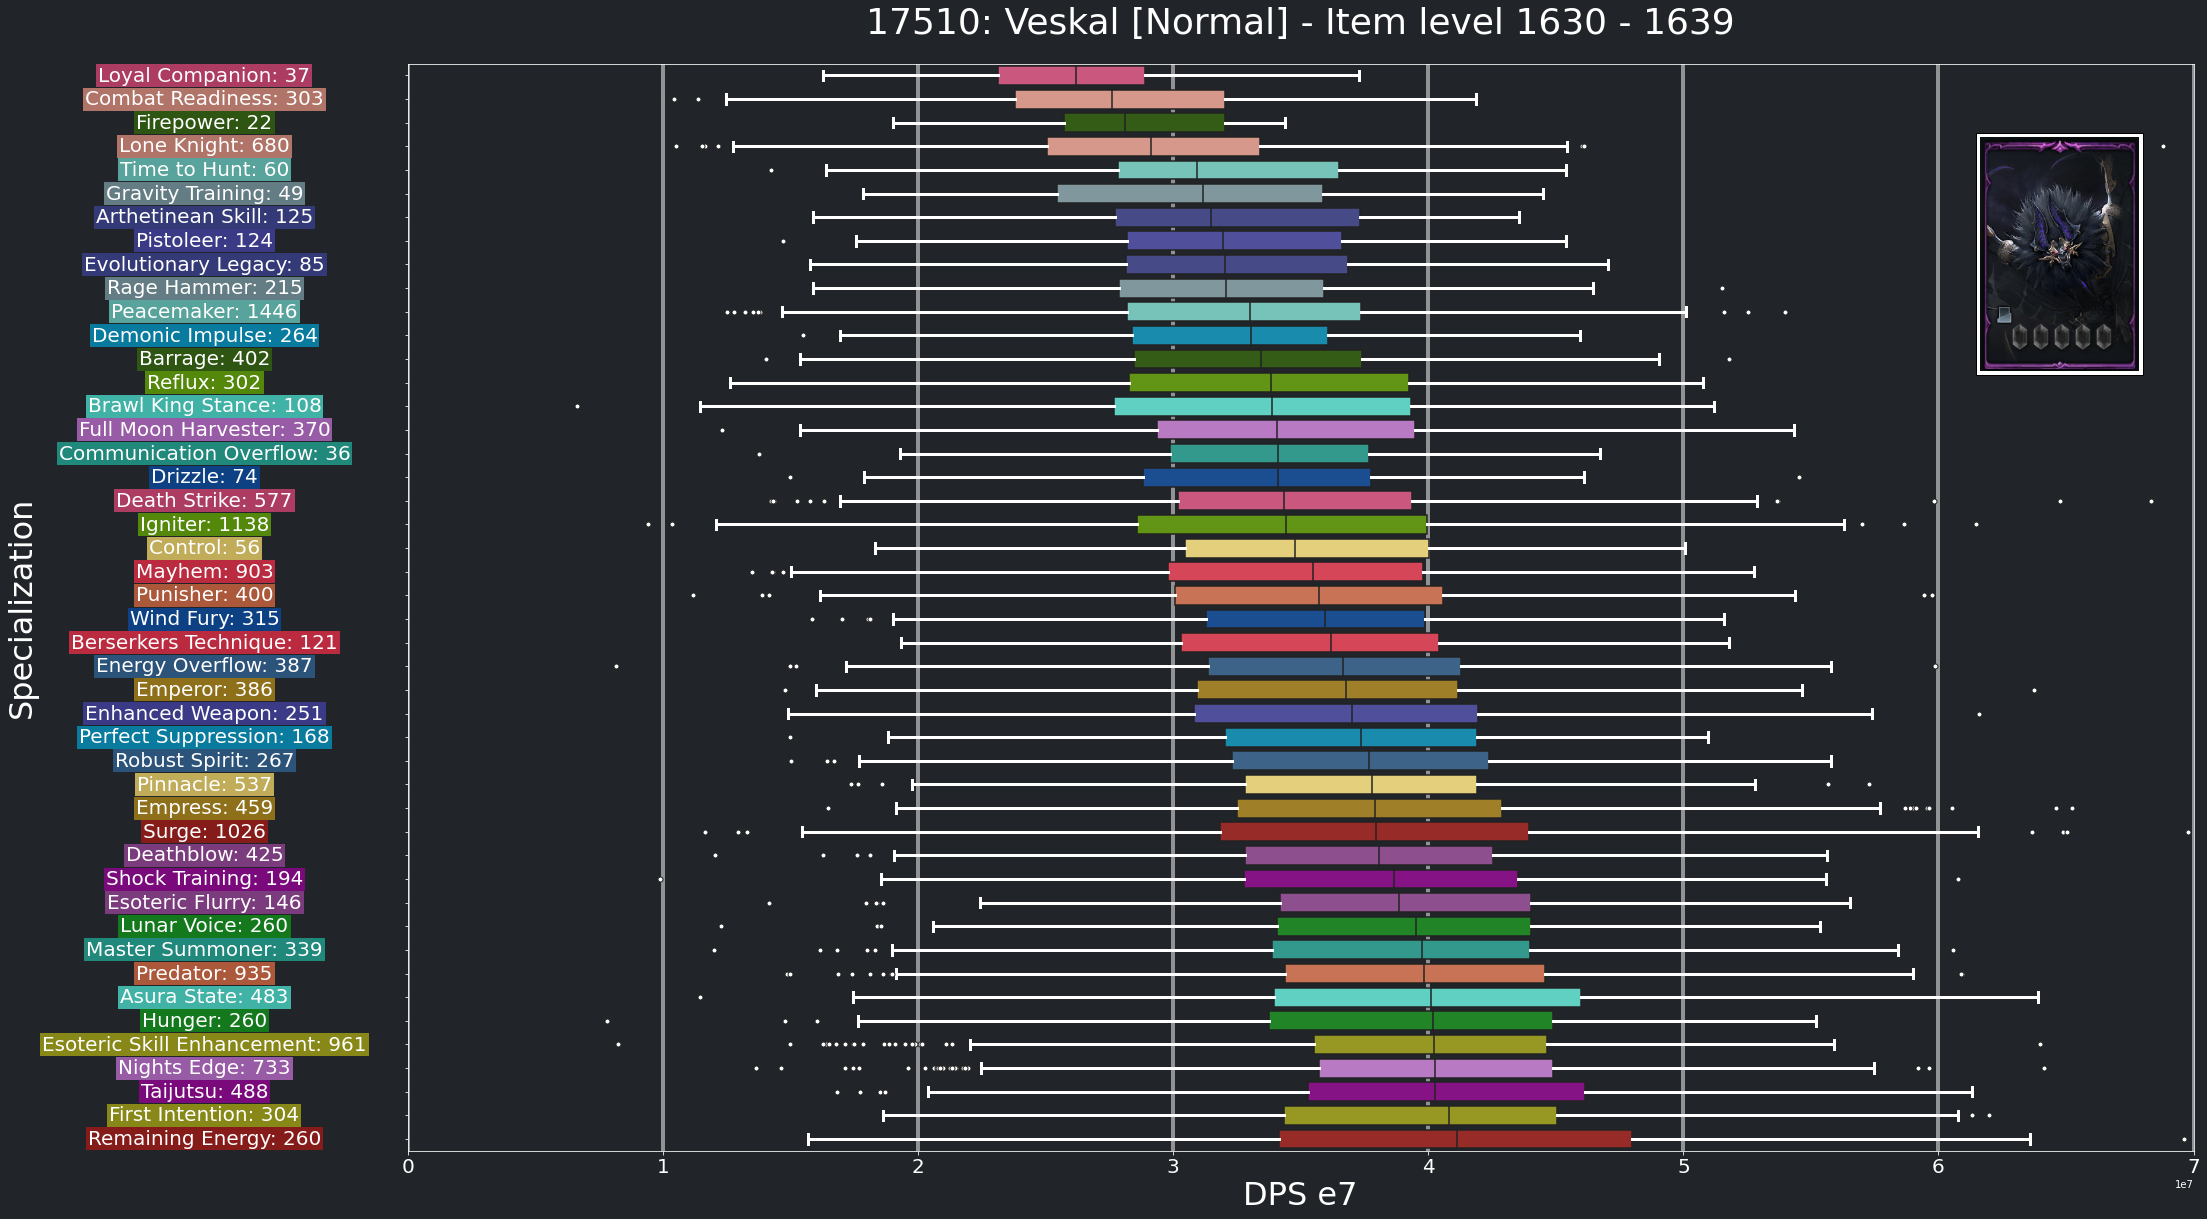 17510: Veskal [Normal] - Item level 1630 - 1639
Loyal Companion: 37
Combat Readiness: 303
Firepower: 22
Lone Knight: 680
Time to Hunt: 60
Gravity Training: 49
Arthetinean Skill: 125
Pistoleer: 124
Evolutionary Legacy: 85
Rage Hammer: 215
Peacemaker: 1446
Demonic Impulse: 264
Barrage: 402
Reflux: 302
Brawl King Stance: 108
Full Moon Harvester: 370
Communication Overflow: 36
Drizzle: 74
Death Strike: 577
Igniter: 1138
Control: 56
Mayhem: 903
Punisher: 400
Wind Fury: 315
Berserkers Technique: 121
Energy Overflow: 387
Emperor: 386
Enhanced Weapon: 251
Perfect Suppression: 168
Robust Spirit: 267
Pinnacle: 537
Empress: 459
Surge: 1026
Deathblow: 425
Shock Training: 194
Esoteric Flurry: 146
Lunar Voice: 260
Master Summoner: 339
Predator: 935
Asura State: 483
Hunger: 260
Esoteric Skill Enhancement: 961
Nights Edge: 733
Taijutsu: 488
First Intention: 304
Remaining Energy: 260
Specialization
0 1 2 3 4 5 6 7
1e7
DPS e7